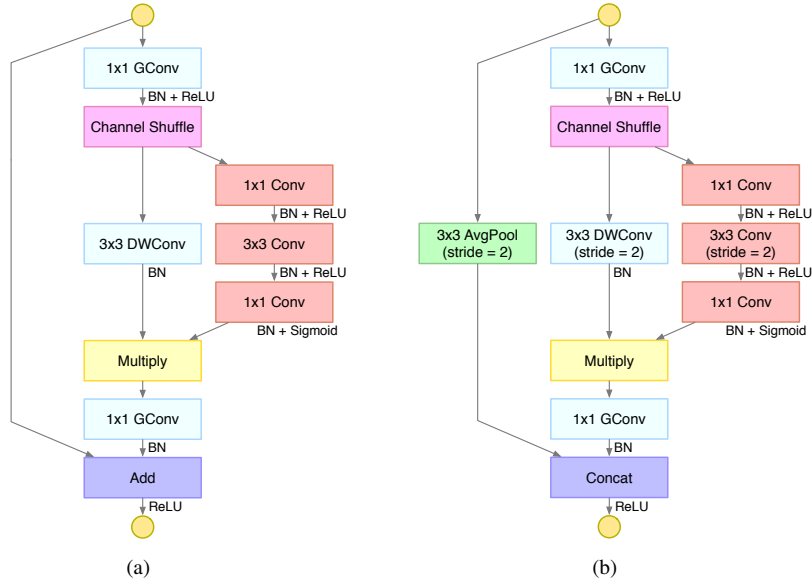 1x1 GConv
BN + ReLU
Channel Shuffle
1x1 Conv
BN + ReLU
3x3 DWConv
BN
3x3 Conv
BN + ReLU
1x1 Conv
BN + Sigmoid
Multiply
1x1 GConv
BN
Add
ReLU
(a)
1x1 GConv
BN + ReLU
Channel Shuffle
1x1 Conv
BN + ReLU
3x3 AvgPool
(stride = 2)
3x3 DWConv
(stride = 2)
BN
3x3 Conv
(stride = 2)
BN + ReLU
1x1 Conv
BN + Sigmoid
Multiply
1x1 GConv
BN
Concat
ReLU
(b)